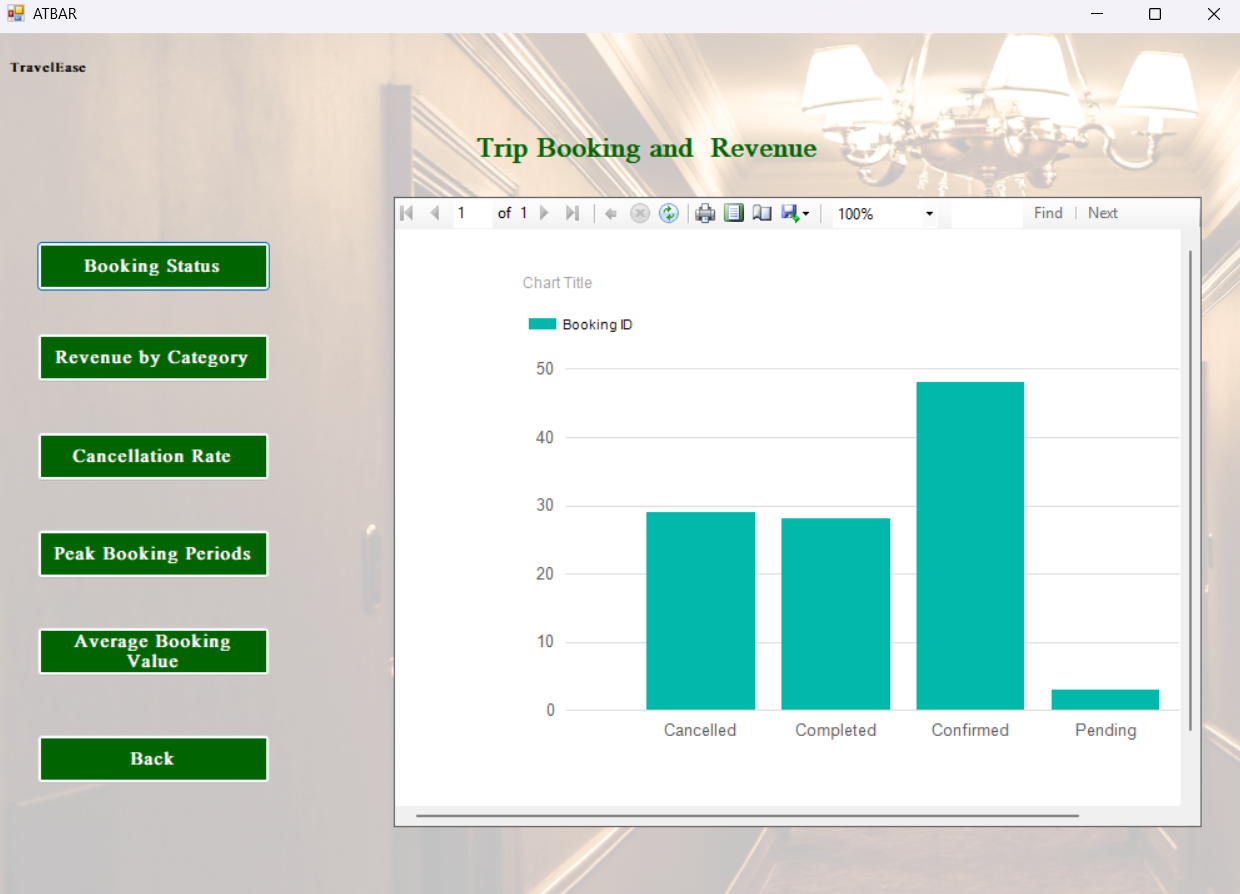 ATBAR
TravelEase
Trip Booking and Revenue
1 of 1 100% Find Next
Booking Status
Revenue by Category
Cancellation Rate
Peak Booking Periods
Average Booking
Value
Back
Chart Title
Booking ID
50
40
30
20
10
0
Cancelled Completed Confirmed Pending